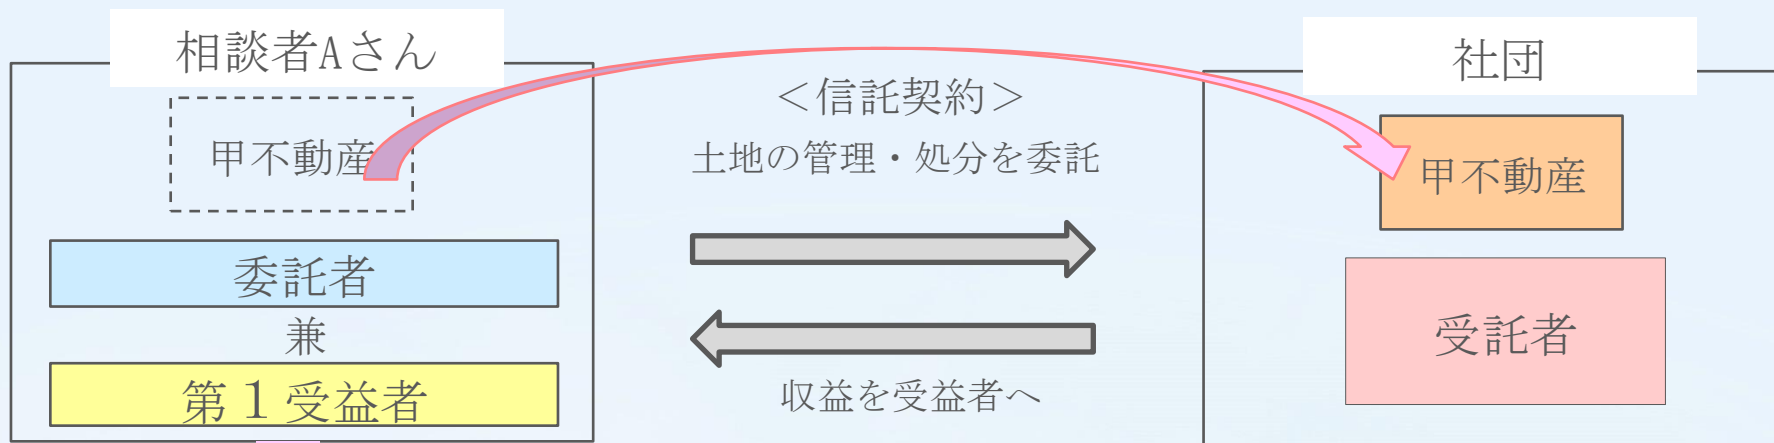 相談者Aさん
甲不動産
委託者
兼
第１受益者
＜信託契約＞
土地の管理・処分を委託
収益を受益者へ
社団
甲不動産
受託者